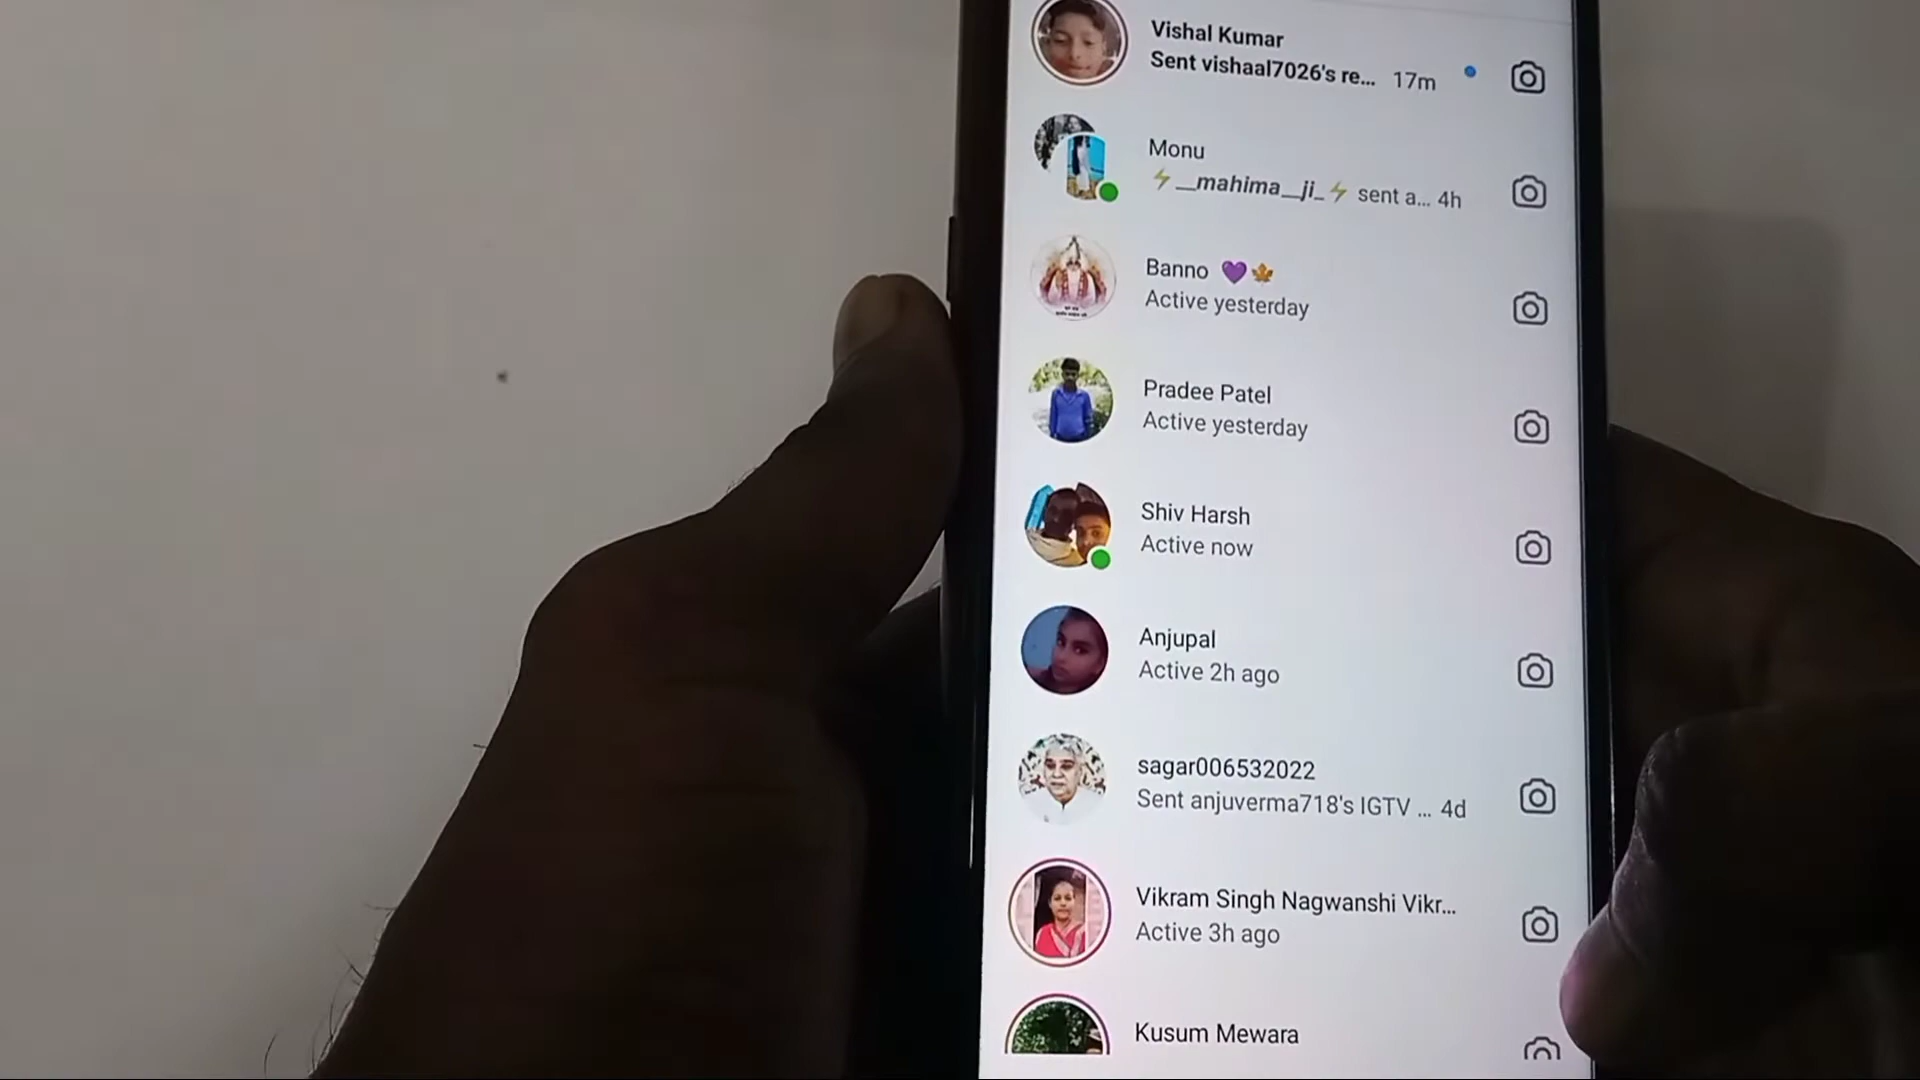 Vishal Kumar
Sent vishaal7026's re... 17m
Monu
⚡__mahima__ji_⚡ sent a... 4h
Banno 💜🍁
Active yesterday
Pradee Patel
Active yesterday
Shiv Harsh
Active now
Anjupal
Active 2h ago
sagar006532022
Sent anjuverma718's IGTV ... 4d
Vikram Singh Nagwanshi Vikr...
Active 3h ago
Kusum Mewara